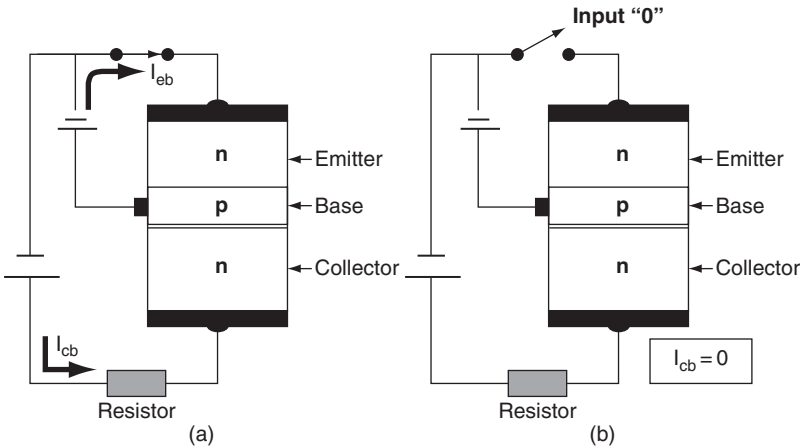 I_eb
n
p
n
Emitter
Base
Collector
I_cb
Resistor
(a)
Input “0”
n
p
n
Emitter
Base
Collector
I_cb = 0
Resistor
(b)